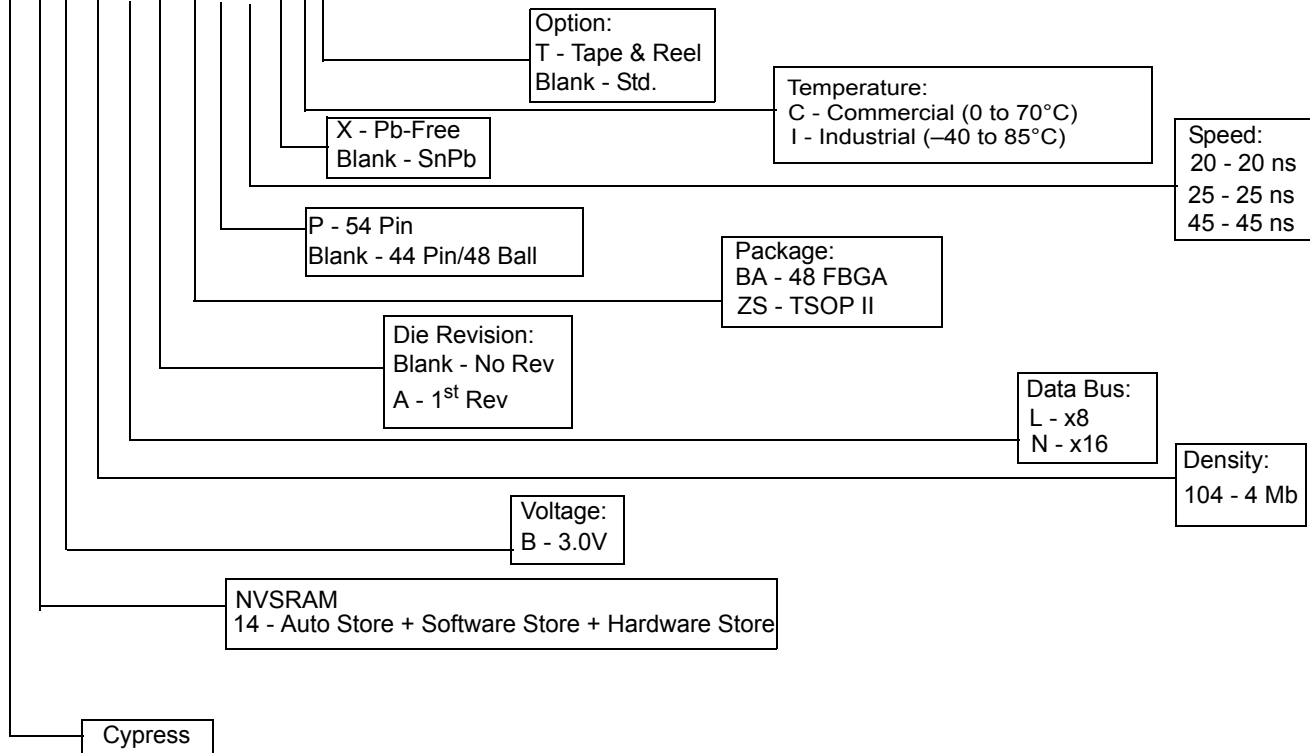 Option:
T - Tape & Reel
Blank - Std.
Temperature:
C - Commercial (0 to 70°C)
I - Industrial (–40 to 85°C)
X - Pb-Free
Blank - SnPb
Speed:
20 - 20 ns
25 - 25 ns
45 - 45 ns
P - 54 Pin
Blank - 44 Pin/48 Ball
Package:
BA - 48 FBGA
ZS - TSOP II
Die Revision:
Blank - No Rev
A - 1st Rev
Data Bus:
L - x8
N - x16
Density:
104 - 4 Mb
Voltage:
B - 3.0V
NVSRAM
14 - Auto Store + Software Store + Hardware Store
Cypress